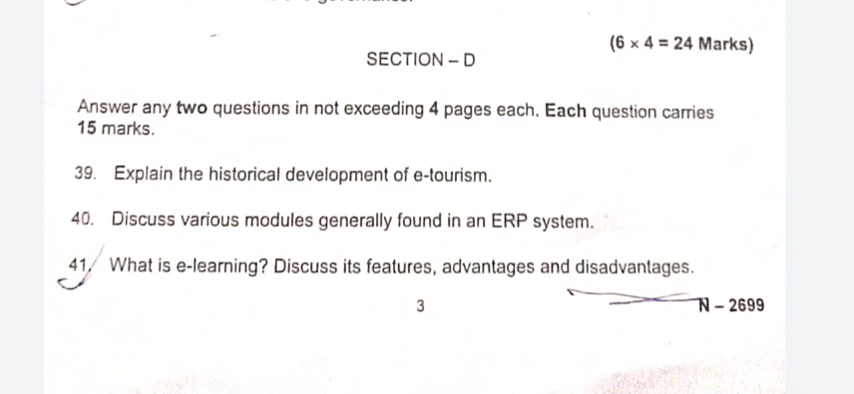 (6 × 4 = 24 Marks)
SECTION – D
Answer any two questions in not exceeding 4 pages each. Each question carries
15 marks.
39. Explain the historical development of e-tourism.
40. Discuss various modules generally found in an ERP system.
41. What is e-learning? Discuss its features, advantages and disadvantages.
3
N – 2699